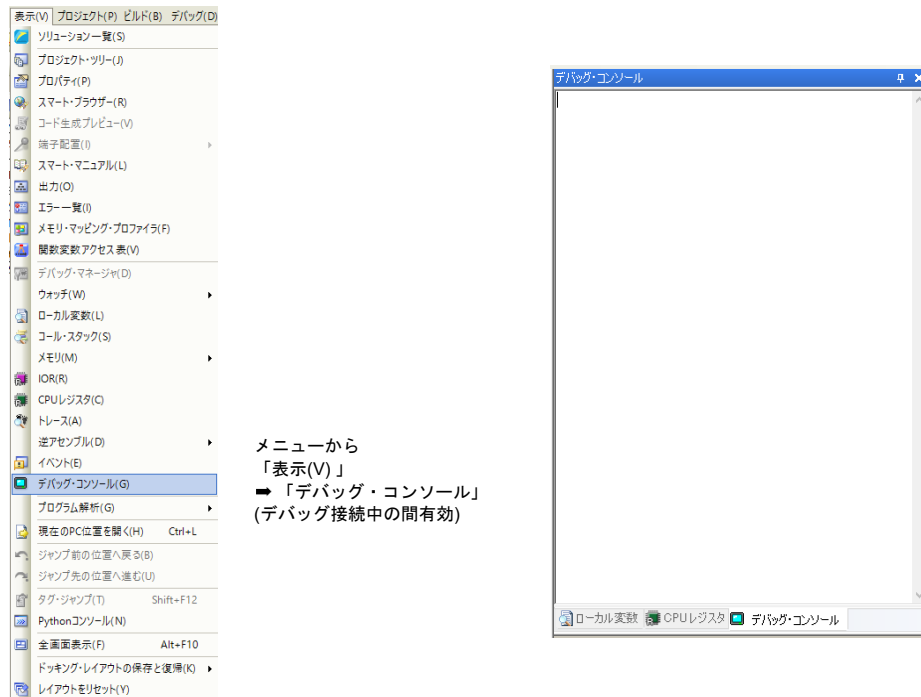 表示(V) プロジェクト(P) ビルド(B) デバッグ(D)
ソリューション一覧(S)
プロジェクト・ツリー(J)
プロパティ(P)
スマート・ブラウザー(R)
コード生成プレビュー(V)
端子配置(I)
スマート・マニュアル(L)
出力(O)
エラー一覧(I)
メモリ・マッピング・プロファイラ(F)
関数変数アクセス表(V)
デバッグ・マネージャ(D)
ウォッチ(W)
ローカル変数(L)
コール・スタック(S)
メモリ(M)
IOR(R)
CPUレジスタ(C)
トレース(A)
逆アセンブル(D)
イベント(E)
デバッグ・コンソール(G)
プログラム解析(G)
現在のPC位置を開く(H) Ctrl+L
ジャンプ前の位置へ戻る(B)
ジャンプ先の位置へ進む(U)
タグ・ジャンプ(T) Shift+F12
Pythonコンソール(N)
全画面表示(F) Alt+F10
ドッキング・レイアウトの保存と復帰(K)
レイアウトをリセット(Y)
メニューから
「表示(V) 」
➡ 「デバッグ・コンソール」
(デバッグ接続中の間有効)
デバッグ・コンソール
ローカル変数 CPUレジスタ デバッグ・コンソール